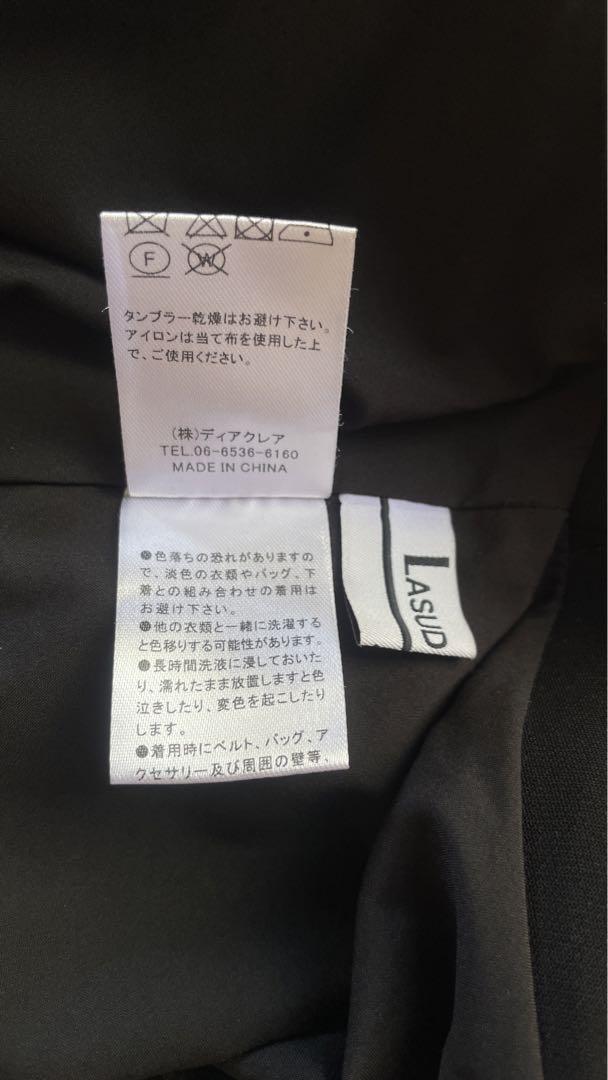 F
W
タンブラー乾燥はお避け下さい。
アイロンは当て布を使用した上
で、ご使用ください。
(株)ディアクレア
TEL.06-6536-6160
MADE IN CHINA
●色落ちの恐れがありますの
で、淡色の衣類やバッグ、下
着との組み合わせの着用は
お避け下さい。
●他の衣類と一緒に洗濯する
と色移りする可能性があります。
●長時間洗液に浸しておいた
り、濡れたまま放置しますと色
泣きしたり、変色を起こしたり
します。
●着用時にベルト、バッグ、ア
クセサリー及び周囲の壁等、
LASUD